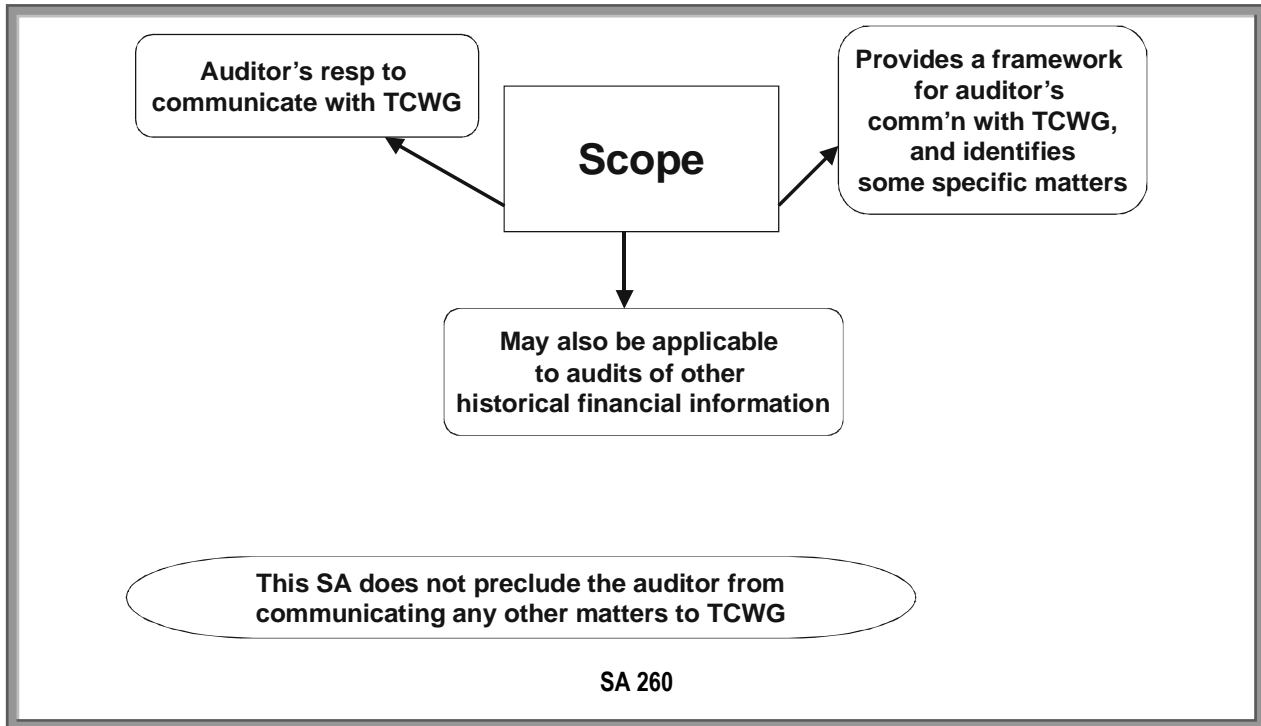 Auditor’s resp to
communicate with TCWG
Scope
Provides a framework
for auditor’s
comm’n with TCWG,
and identifies
some specific matters
May also be applicable
to audits of other
historical financial information
This SA does not preclude the auditor from
communicating any other matters to TCWG
SA 260